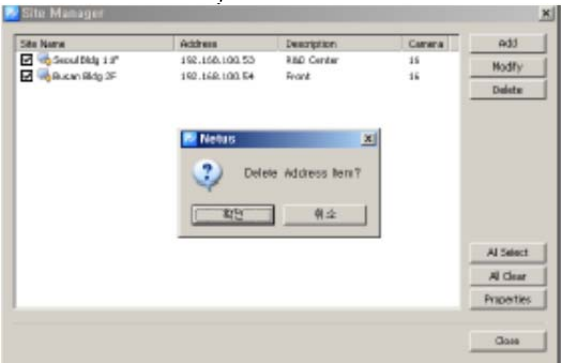 Site Manager
Site Name Address Description Camera
Seoul Bldg 192.168.100.53 R&D Center 16
Busan Bldg 2F 192.168.100.54 Front 16
Add
Modify
Delete
Netus
Delete Address Item?
확인
취소
All Select
All Clear
Properties
Close